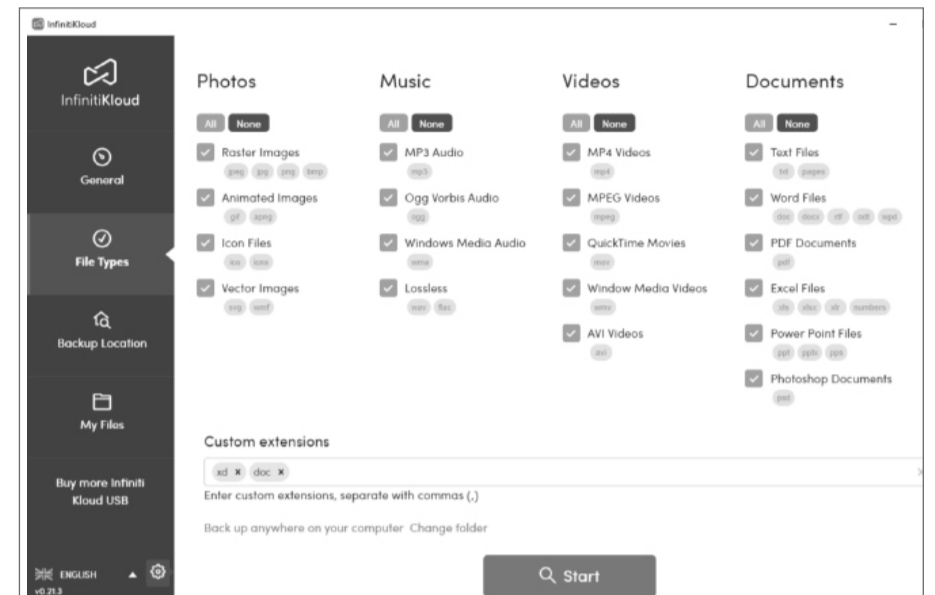 InfinitiKloud
InfinitiKloud
General
File Types
Backup Location
My Files
Buy more Infiniti
Kloud USB
ENGLISH
v0.21.3
Photos
All None
Raster Images
jpeg jpg png bmp
Animated Images
gif apng
Icon Files
ico icns
Vector Images
svg wmf
Music
All None
MP3 Audio
mp3
Ogg Vorbis Audio
ogg
Windows Media Audio
wma
Lossless
wav flac
Videos
All None
MP4 Videos
mp4
MPEG Videos
mpeg
QuickTime Movies
mov
Window Media Videos
wmv
AVI Videos
avi
Documents
All None
Text Files
txt pages
Word Files
doc docx rtf odt wpd
PDF Documents
pdf
Excel Files
xls xlsx xlr numbers
Power Point Files
ppt pptx pps
Photoshop Documents
psd
Custom extensions
xd × doc ×
Enter custom extensions, separate with commas (,)
Back up anywhere on your computer Change folder
Start